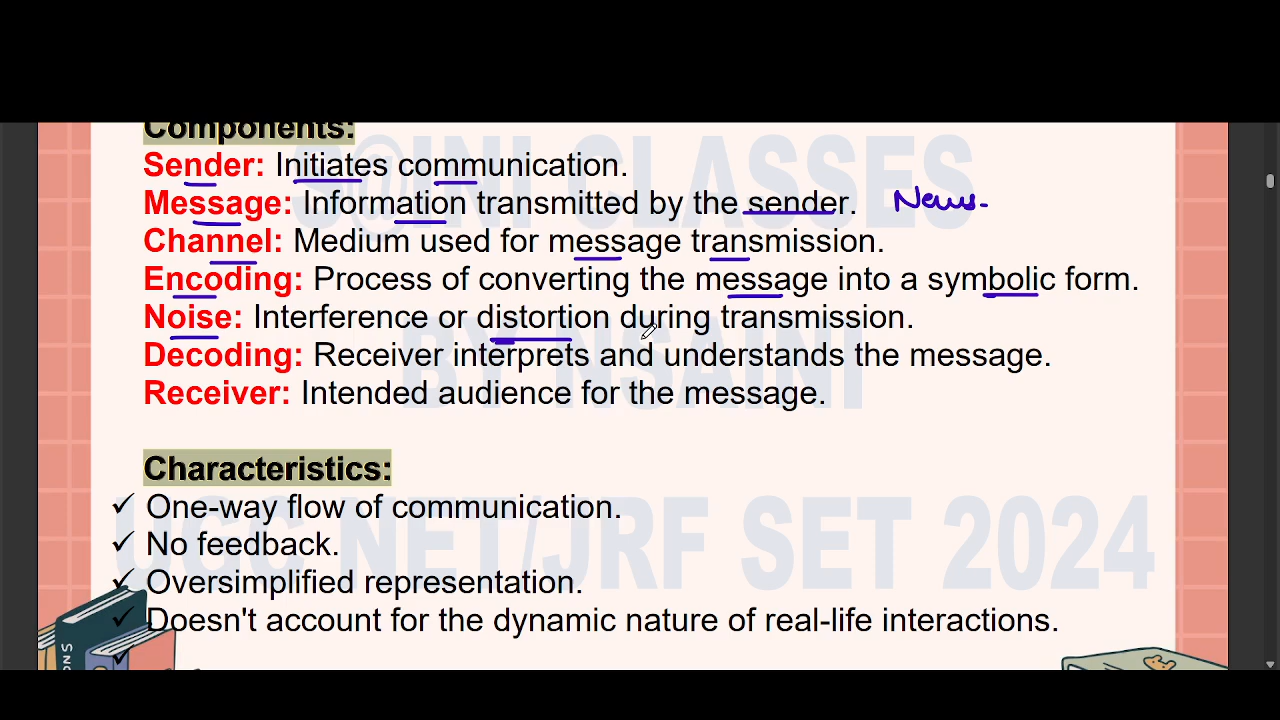 Components:
S@INI CLASSES
Sender: Initiates communication.
Message: Information transmitted by the sender. News.
Channel: Medium used for message transmission.
Encoding: Process of converting the message into a symbolic form.
Noise: Interference or distortion during transmission.
BY NSAINI
Decoding: Receiver interprets and understands the message.
Receiver: Intended audience for the message.
Characteristics:
✓ One-way flow of communication.
UGC NET/JRF SET 2024
✓ No feedback.
✓ Oversimplified representation.
✓ Doesn't account for the dynamic nature of real-life interactions.